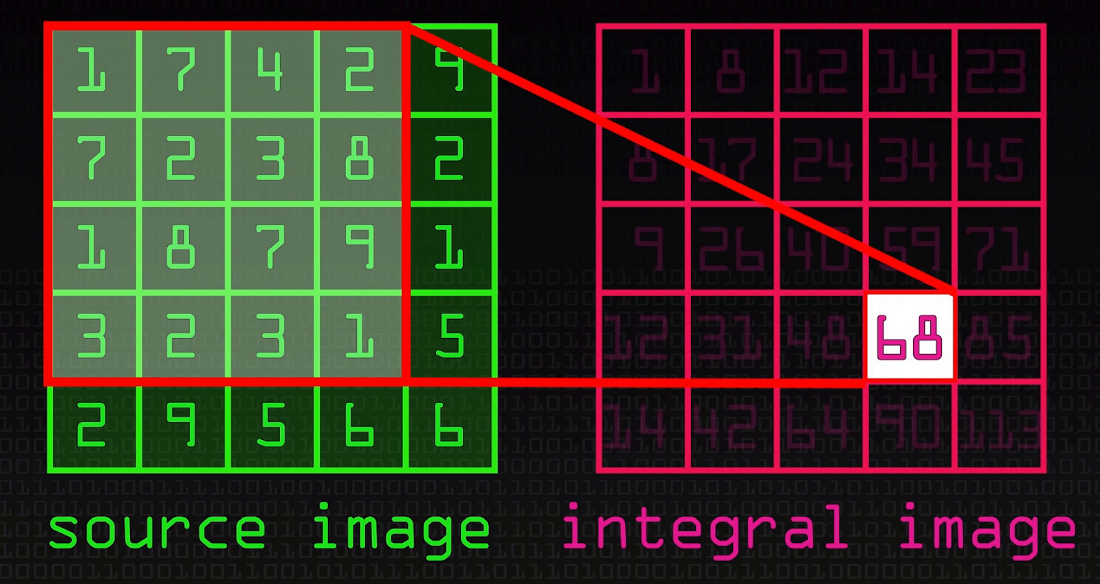 1 7 4 2 9
7 2 3 8 2
1 8 7 9 1
3 2 3 1 5
2 9 5 6 6
source image
1 8 12 14 23
8 17 24 34 45
9 26 40 59 71
12 31 48 68 85
14 42 64 90 113
integral image